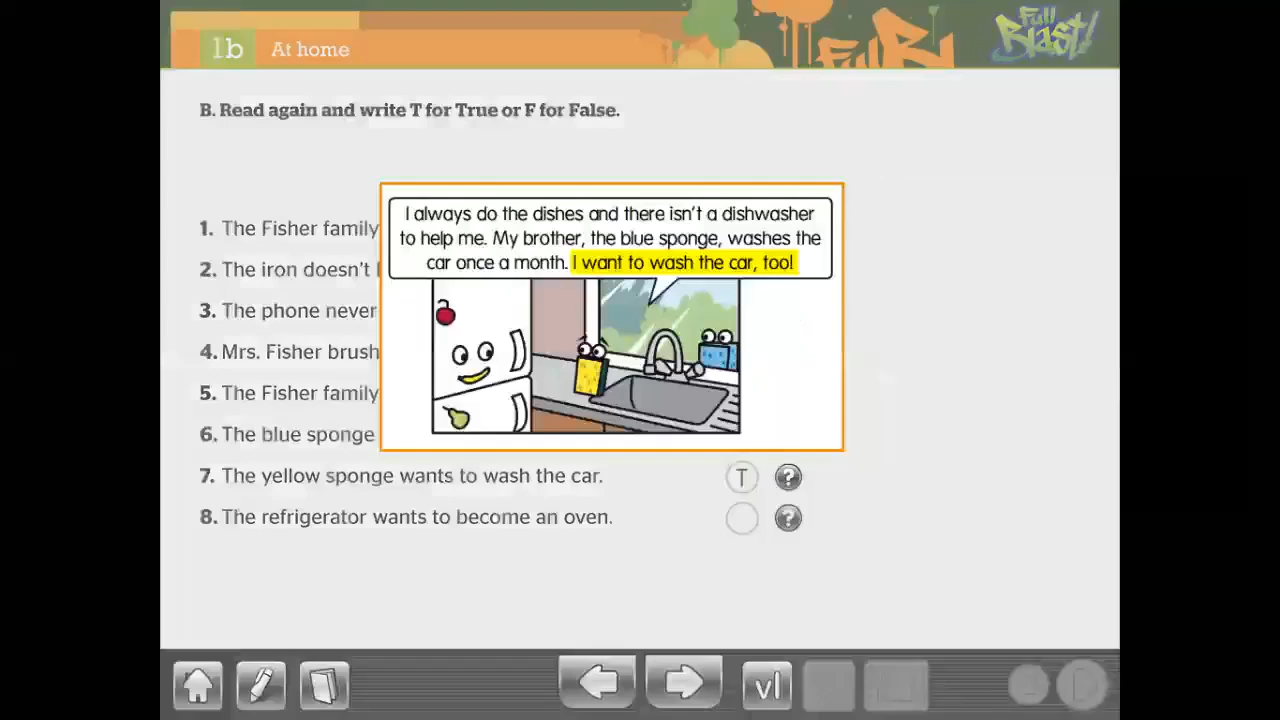 1b At home
Full Blast!
B. Read again and write T for True or F for False.
I always do the dishes and there isn't a dishwasher
to help me. My brother, the blue sponge, washes the
car once a month. I want to wash the car, too!
1. The Fisher family
2. The iron doesn't
3. The phone never
4. Mrs. Fisher brush
5. The Fisher family
6. The blue sponge
7. The yellow sponge wants to wash the car. T ?
8. The refrigerator wants to become an oven. ?
vl